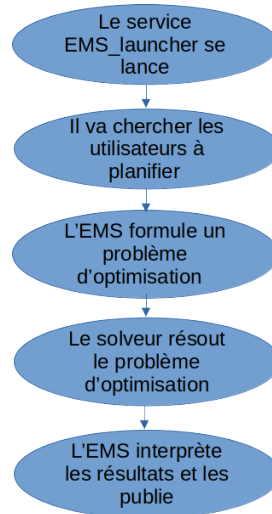 Le service
EMS_launcher se
lance
Il va chercher les
utilisateurs à
planifier
L’EMS formule un
problème
d’optimisation
Le solveur résout
le problème
d’optimisation
L’EMS interprète
les résultats et les
publie